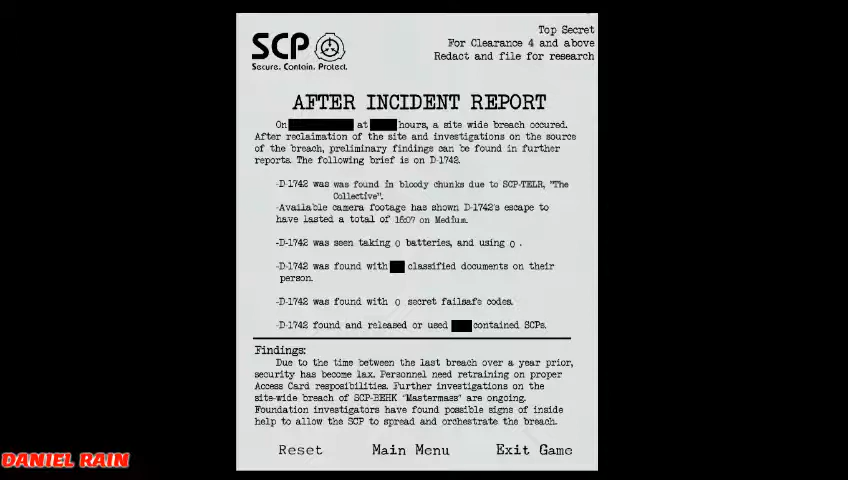 Top Secret
For Clearance 4 and above
Redact and file for research
SCP
Secure. Contain. Protect.
AFTER INCIDENT REPORT
On at hours, a site wide breach occured.
After reclaimation of the site and investigations on the source
of the breach, preliminary findings can be found in further
reports. The following brief is on D-1742.
-D-1742 was was found in bloody chunks due to SCP-TELR, "The
Collective".
-Available camera footage has shown D-1742's escape to
have lasted a total of 16:07 on Medium.
-D-1742 was seen taking 0 batteries, and using 0 .
-D-1742 was found with classified documents on their
person.
-D-1742 was found with 0 secret failsafe codes.
-D-1742 found and released or used contained SCPs.
Findings:
Due to the time between the last breach over a year prior,
security has become lax. Personnel need retraining on proper
Access Card resposibilities. Further investigations on the
site-wide breach of SCP-BEHK "Mastermass" are ongoing.
Foundation investigators have found possible signs of inside
help to allow the SCP to spread and orchestrate the breach.
Reset Main Menu Exit Game
DANIEL RAIN